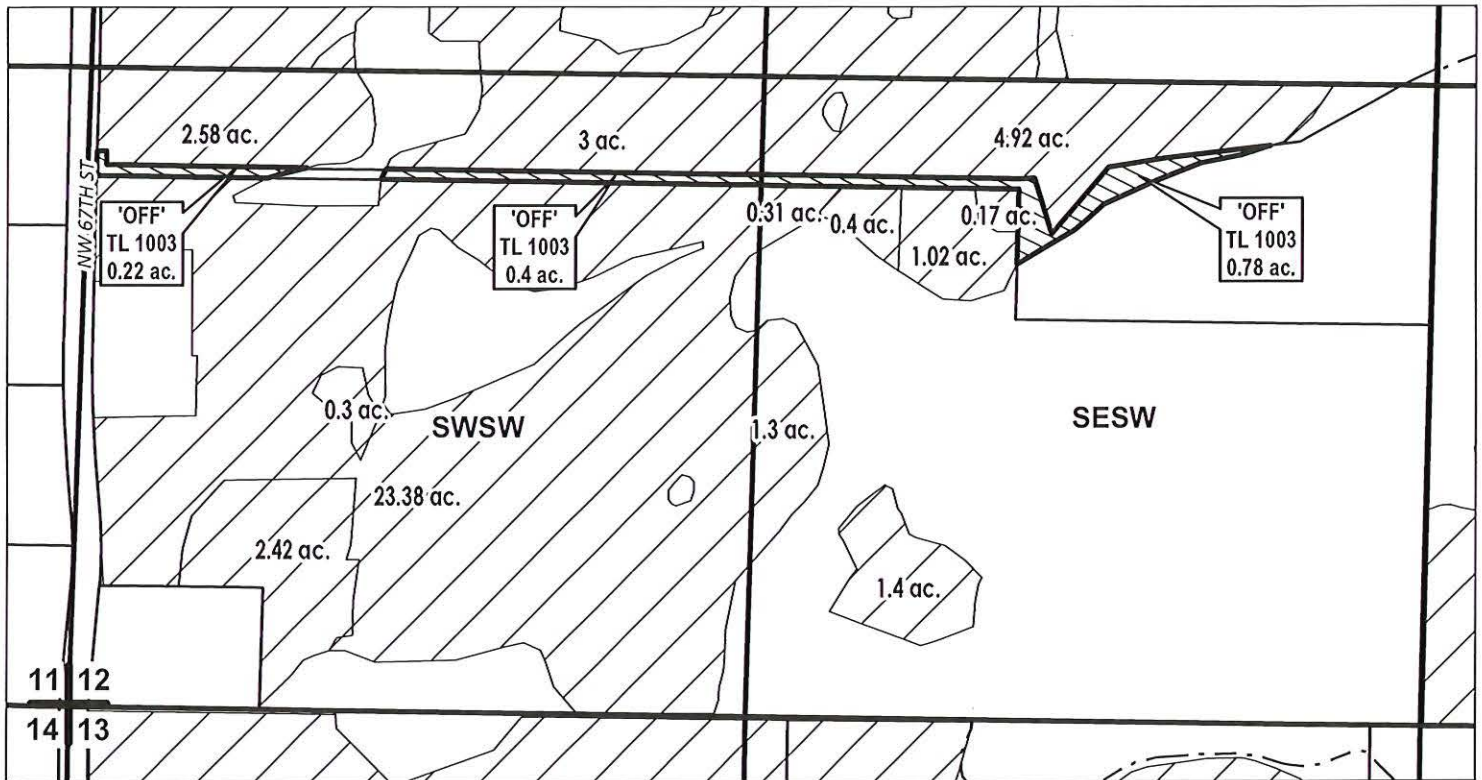 2.58 ac.
3 ac.
4.92 ac.
NW 67TH ST
'OFF'
TL 1003
0.22 ac.
'OFF'
TL 1003
0.4 ac.
0.31 ac.
0.4 ac.
0.17 ac.
1.02 ac.
'OFF'
TL 1003
0.78 ac.
0.3 ac.
SWSW
1.3 ac.
SESW
23.38 ac.
2.42 ac.
1.4 ac.
11 12
14 13